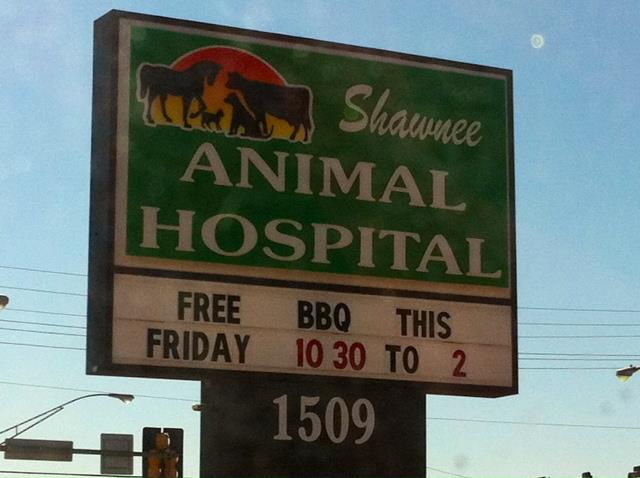 Shawnee
ANIMAL
HOSPITAL
FREE BBQ THIS
FRIDAY 10 30 TO 2
1509